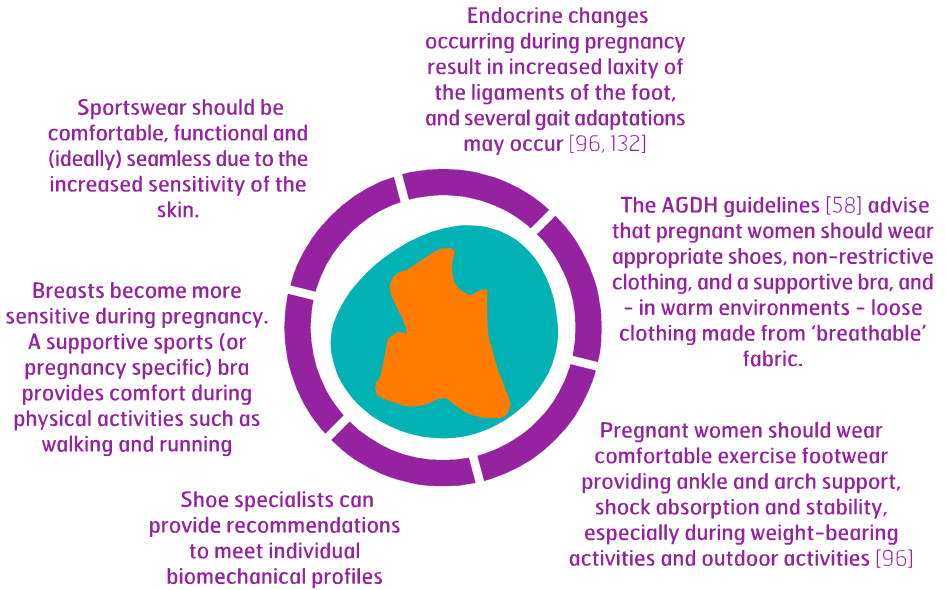 Endocrine changes
occurring during pregnancy
result in increased laxity of
the ligaments of the foot,
and several gait adaptations
may occur [96, 132]
Sportswear should be
comfortable, functional and
(ideally) seamless due to the
increased sensitivity of the
skin.
The AGDH guidelines [58] advise
that pregnant women should wear
appropriate shoes, non-restrictive
clothing, and a supportive bra, and
- in warm environments - loose
clothing made from ‘breathable’
fabric.
Breasts become more
sensitive during pregnancy.
A supportive sports (or
pregnancy specific) bra
provides comfort during
physical activities such as
walking and running
Pregnant women should wear
comfortable exercise footwear
providing ankle and arch support,
shock absorption and stability,
especially during weight-bearing
activities and outdoor activities [96]
Shoe specialists can
provide recommendations
to meet individual
biomechanical profiles